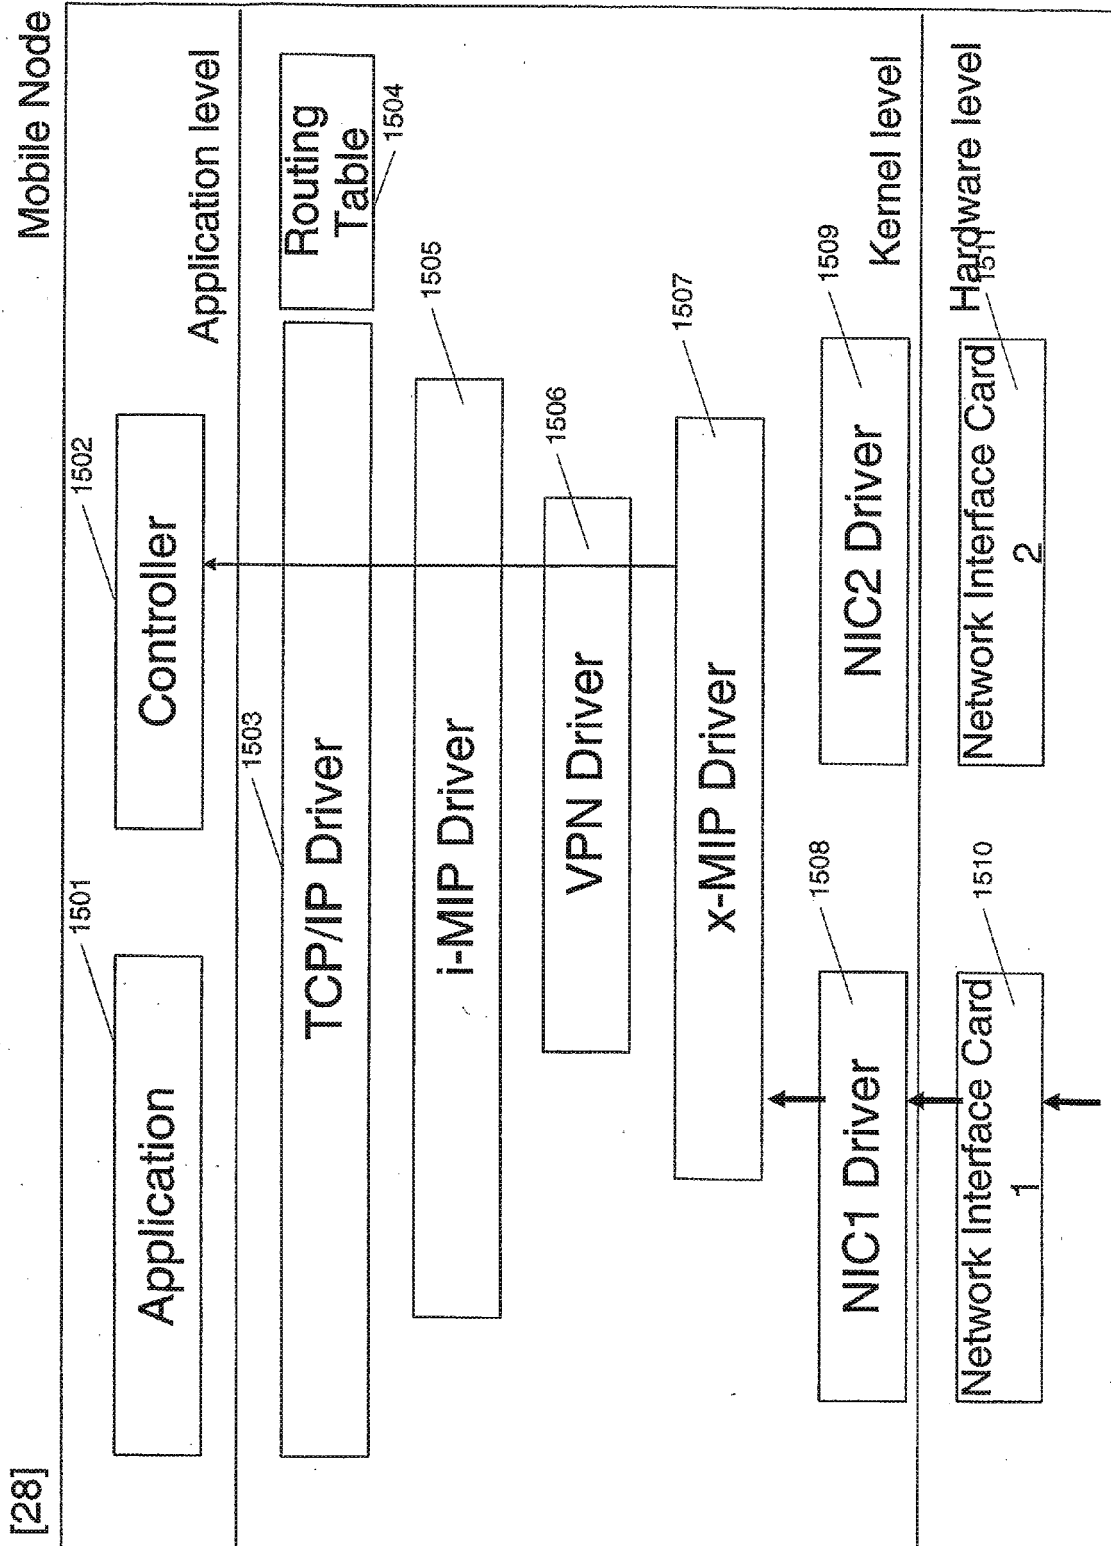 [28]
Mobile Node
Application level
1501
1502
Application
Controller
1503
TCP/IP Driver
Routing
Table
1504
1505
i-MIP Driver
1506
VPN Driver
1507
x-MIP Driver
1508
1509
NIC1 Driver
NIC2 Driver
Kernel level
Hardware level
1510
1511
Network Interface Card
1
Network Interface Card
2